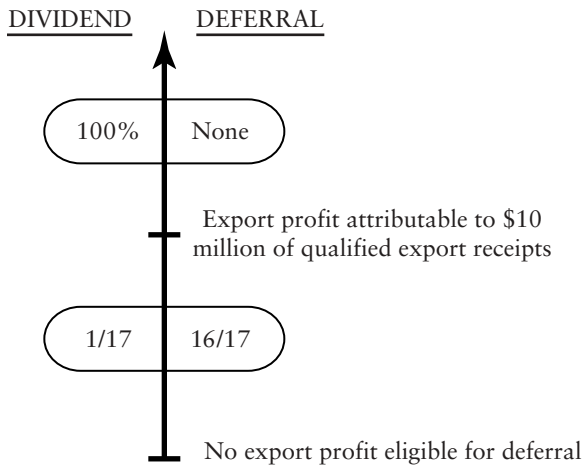 DIVIDEND DEFERRAL
100% None
Export profit attributable to $10
million of qualified export receipts
1/17 16/17
No export profit eligible for deferral